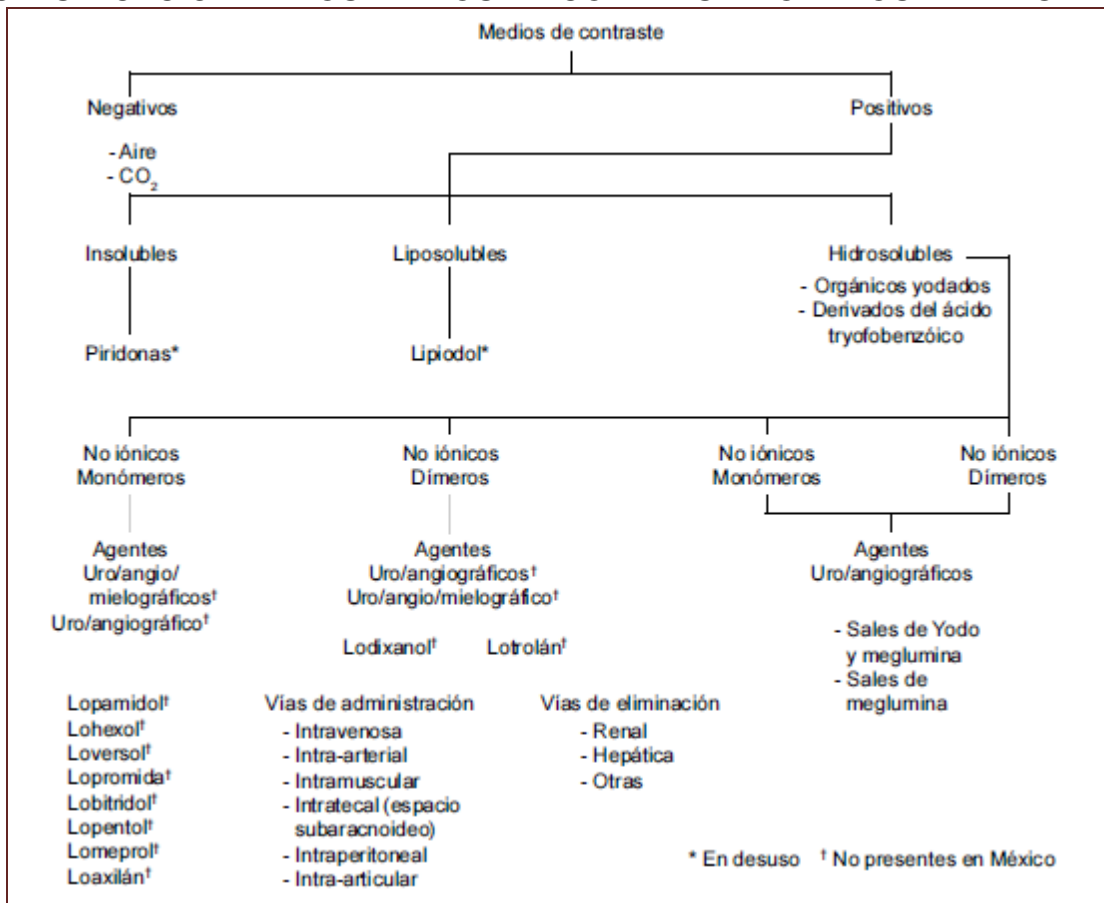 Medios de contraste
Negativos
Positivos
- Aire
- CO₂
Insolubles
Liposolubles
Hidrosolubles
- Orgánicos yodados
- Derivados del ácido
tryofobenzóico
Piridonas*
Lipiodol*
No iónicos
Monómeros
No iónicos
Dímeros
No iónicos
Monómeros
No iónicos
Dímeros
Agentes
Uro/angio/
mielográficos†
Uro/angiográfico†
Agentes
Uro/angiográficos†
Uro/angio/mielográfico†
Agentes
Uro/angiográficos
Lodixanol†
Lotrolán†
- Sales de Yodo
y meglumina
- Sales de
meglumina
Lopamidol†
Lohexol†
Loversol†
Lopromida†
Lobitridol†
Lopentol†
Lomeprol†
Loaxilán†
Vías de administración
- Intravenosa
- Intra-arterial
- Intramuscular
- Intratecal (espacio
subaracnoideo)
- Intraperitoneal
- Intra-articular
Vías de eliminación
- Renal
- Hepática
- Otras
* En desuso † No presentes en México